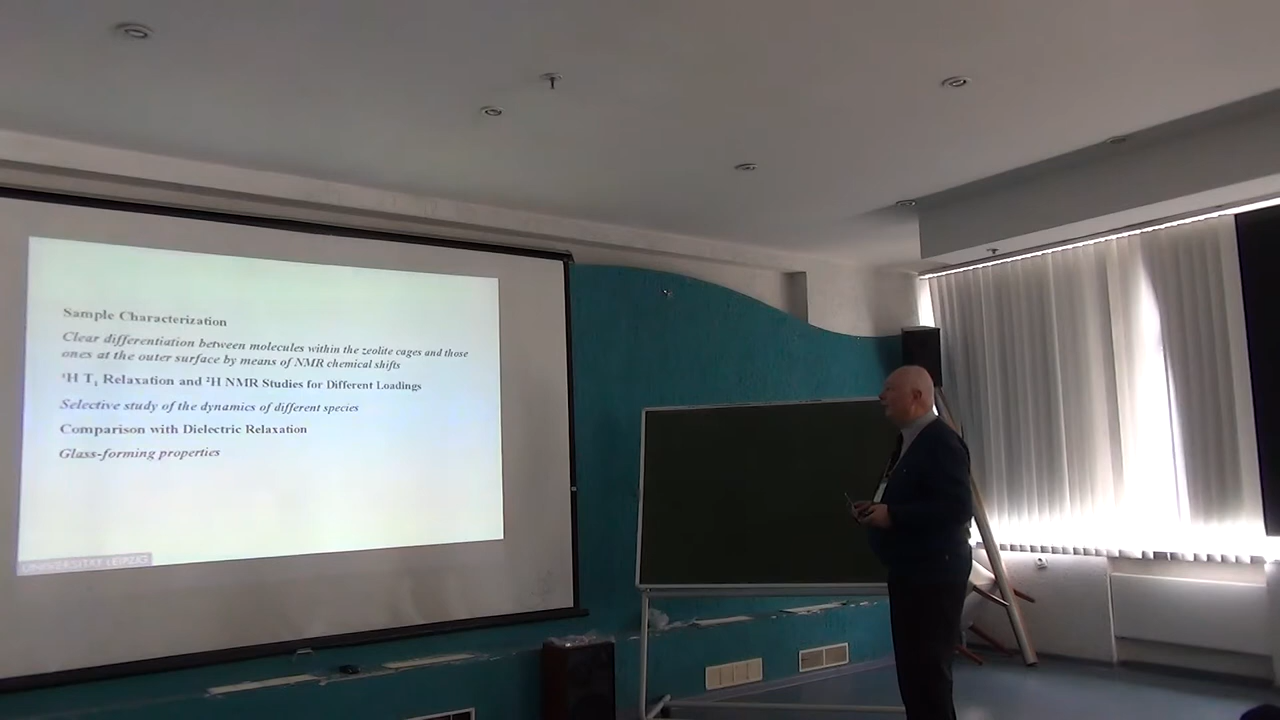 Sample Characterization
Clear differentiation between molecules within the zeolite cages and those
ones at the outer surface by means of NMR chemical shifts
¹H T₁ Relaxation and ²H NMR Studies for Different Loadings
Selective study of the dynamics of different species
Comparison with Dielectric Relaxation
Glass-forming properties
UNIVERSITÄT LEIPZIG